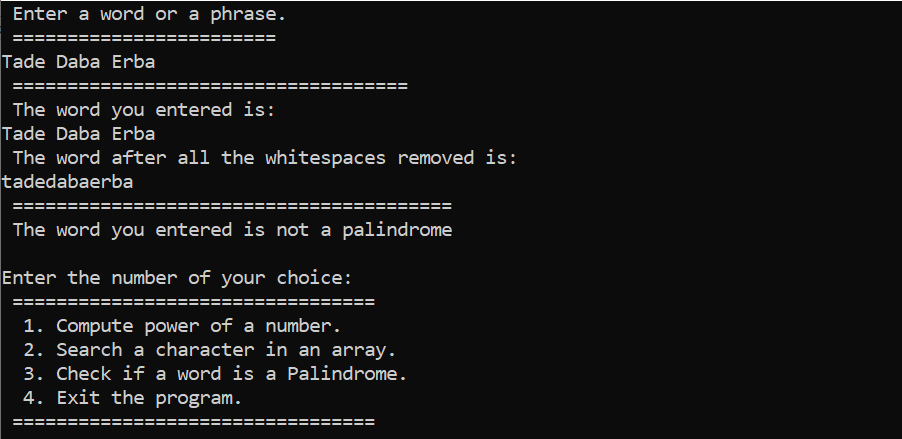 Enter a word or a phrase.
========================
Tade Daba Erba
====================================
The word you entered is:
Tade Daba Erba
The word after all the whitespaces removed is:
tadedabaerba
========================================
The word you entered is not a palindrome
Enter the number of your choice:
=================================
1. Compute power of a number.
2. Search a character in an array.
3. Check if a word is a Palindrome.
4. Exit the program.
=================================